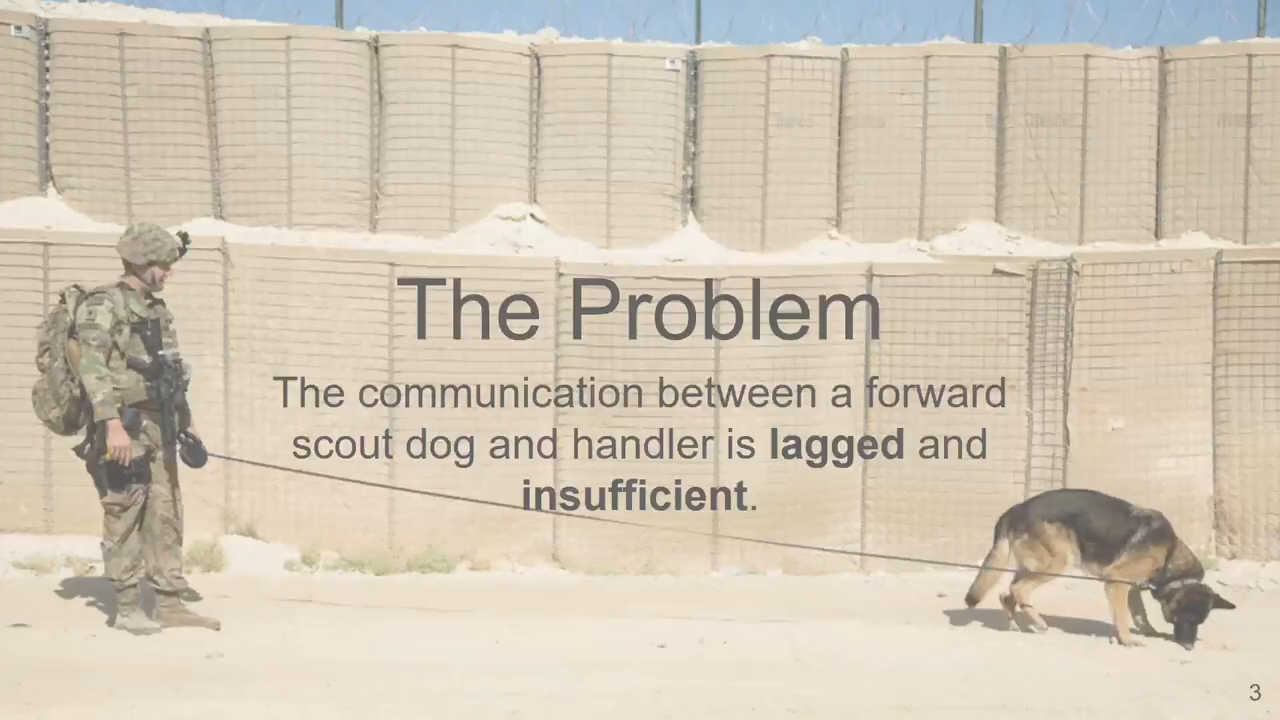 The Problem
The communication between a forward
scout dog and handler is lagged and
insufficient.
3